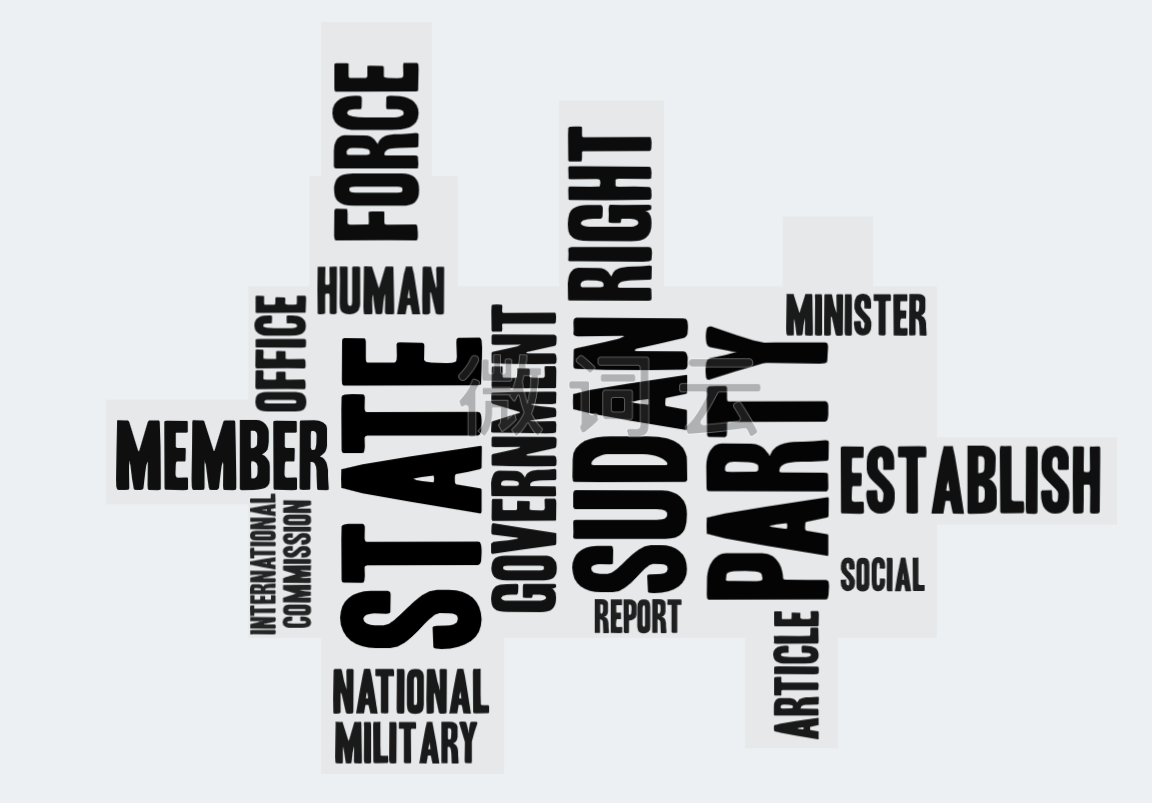 FORCE
RIGHT
HUMAN
MINISTER
OFFICE
STATE
GOVERNMENT
SUDAN
PARTY
微词云
MEMBER
ESTABLISH
INTERNATIONAL
COMMISSION
SOCIAL
REPORT
ARTICLE
NATIONAL
MILITARY